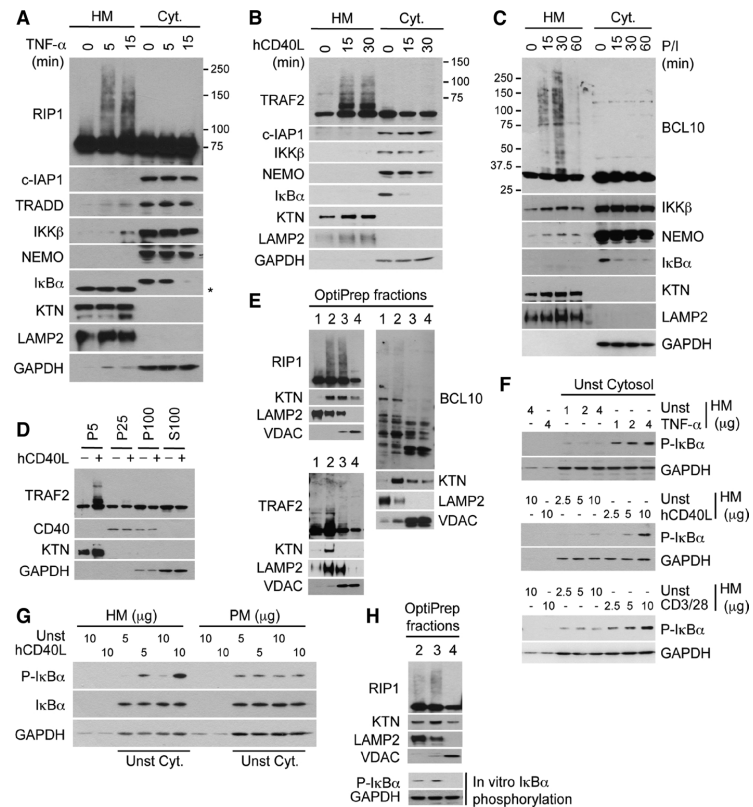 A
HM Cyt.
TNF-α 0 5 15 0 5 15
(min)
250
150
100
75
RIP1
c-IAP1
TRADD
IKKβ
NEMO
IκBα
*
KTN
LAMP2
GAPDH
B
HM Cyt.
hCD40L 0 15 30 0 15 30
(min)
150
100
75
TRAF2
c-IAP1
IKKβ
NEMO
IκBα
KTN
LAMP2
GAPDH
C
HM Cyt.
0 15 30 60 0 15 30 60 P/I
(min)
250
150
100
75
50
37.5
25
BCL10
IKKβ
NEMO
IκBα
KTN
LAMP2
GAPDH
D
P5 P25 P100 S100
hCD40L – + – + – + – +
TRAF2
CD40
KTN
GAPDH
E
OptiPrep fractions
1 2 3 4 1 2 3 4
RIP1
KTN
LAMP2
VDAC
1 2 3 4
TRAF2
KTN
LAMP2
VDAC
BCL10
KTN
LAMP2
VDAC
F
Unst Cytosol
4 1 2 4 Unst
4 1 2 4 TNF-α
HM
(μg)
P-IκBα
GAPDH
10 2.5 5 10 Unst
10 2.5 5 10 hCD40L
HM
(μg)
P-IκBα
GAPDH
10 2.5 5 10 Unst
10 2.5 5 10 CD3/28
HM
(μg)
P-IκBα
GAPDH
G
HM (μg) PM (μg)
Unst 10 5 10 10 5 10
hCD40L 10 5 10 10 5 10
P-IκBα
IκBα
GAPDH
Unst Cyt. Unst Cyt.
H
OptiPrep
fractions
2 3 4
RIP1
KTN
LAMP2
VDAC
P-IκBα
GAPDH
In vitro IκBα
phosphorylation